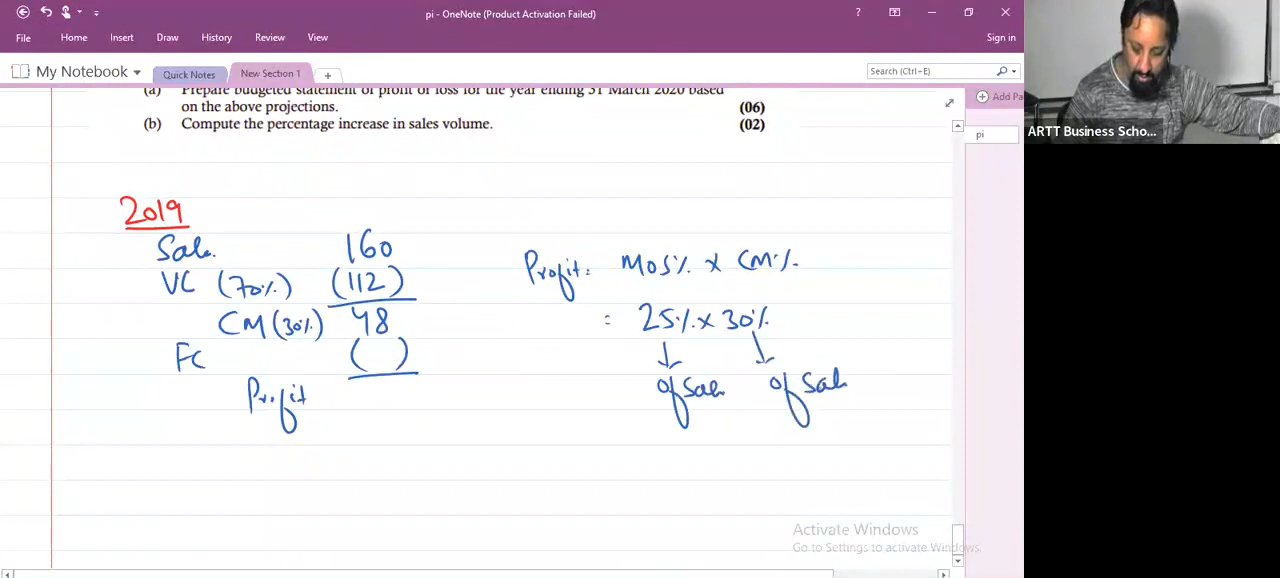 pi - OneNote (Product Activation Failed)
?
File Home Insert Draw History Review View
Sign in
My Notebook Quick Notes New Section 1 +
Search (Ctrl+E)
Add Pa
pi
ARTT Business Scho...
(a) Prepare budgeted statement of profit or loss for the year ending 31 March 2020 based
on the above projections. (06)
(b) Compute the percentage increase in sales volume. (02)
2019
Sale. 160
VC (70%) (112)
CM (30%) 48
FC ( )
Profit
Profit = MOS% x CM%
= 25% x 30%
of Sale of Sale
Activate Windows
Go to Settings to activate Windows.